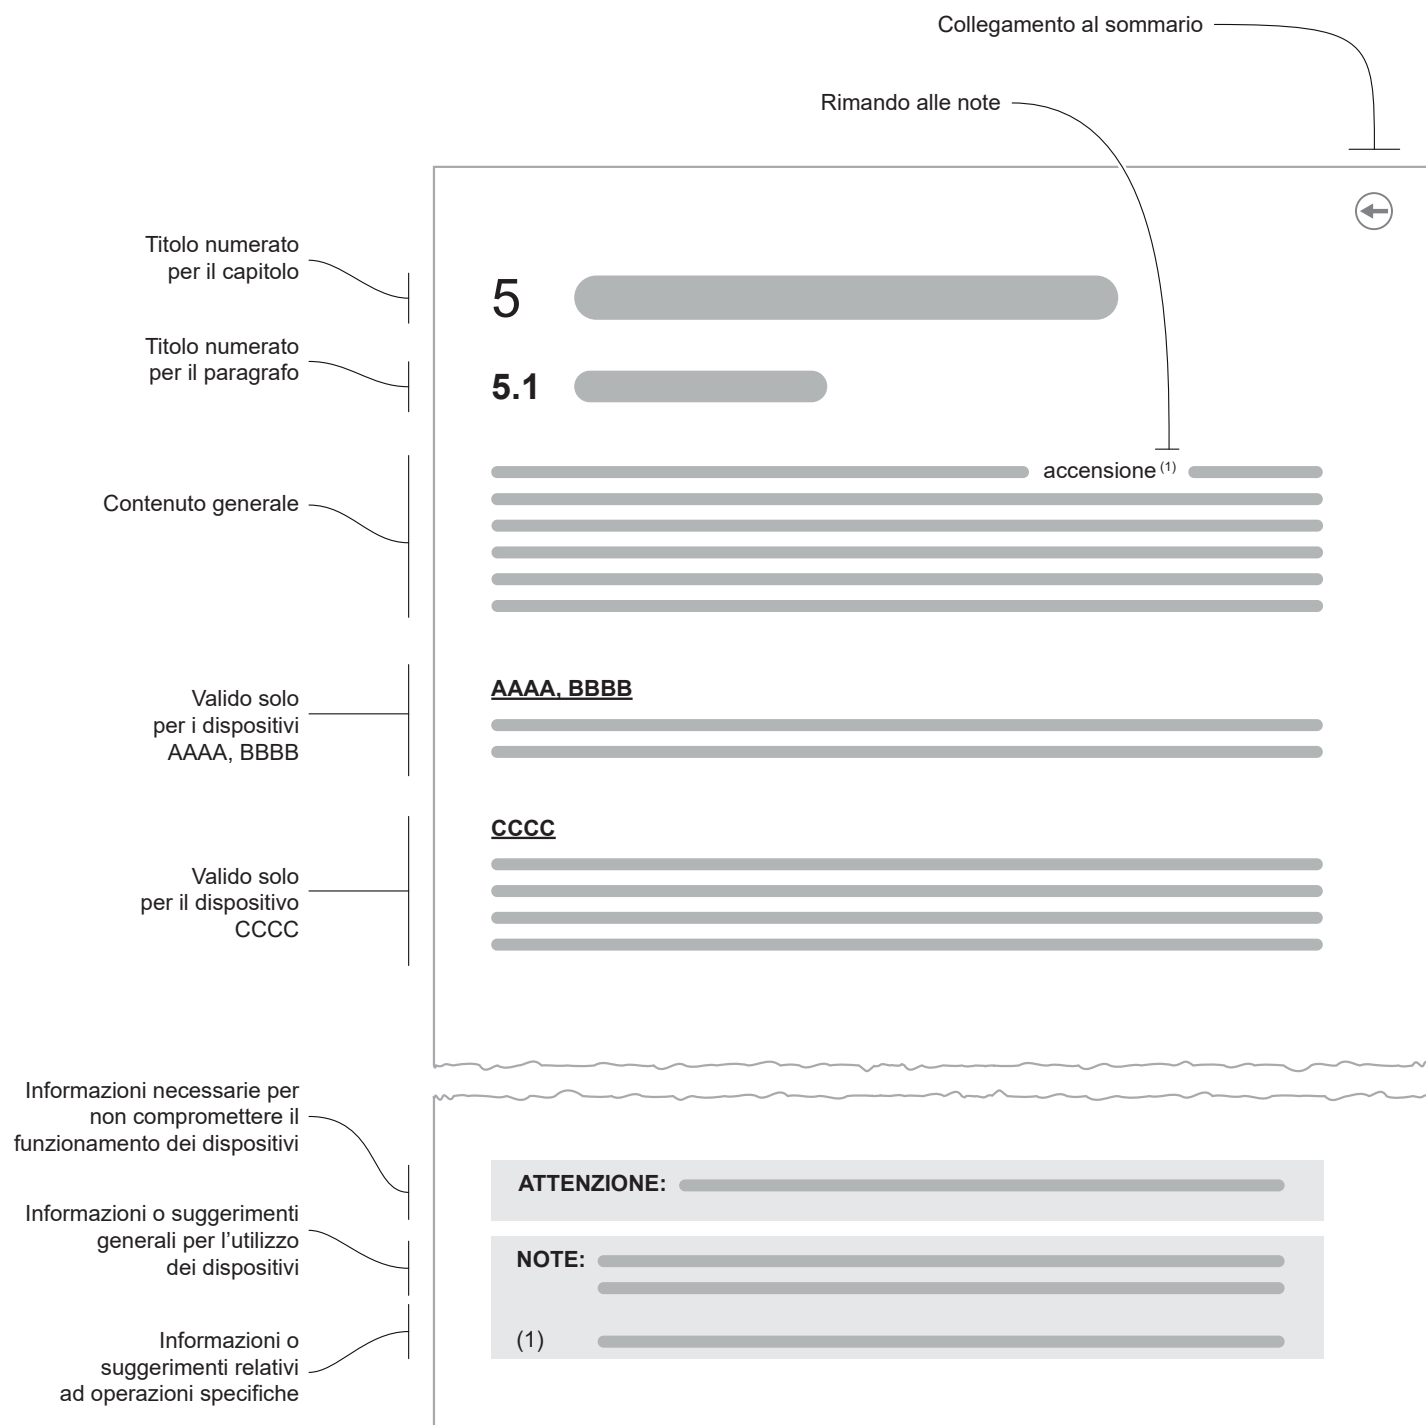 Collegamento al sommario
Rimando alle note
Titolo numerato
per il capitolo
5
Titolo numerato
per il paragrafo
5.1
accensione (1)
Contenuto generale
AAAA, BBBB
Valido solo
per i dispositivi
AAAA, BBBB
CCCC
Valido solo
per il dispositivo
CCCC
Informazioni necessarie per
non compromettere il
funzionamento dei dispositivi
ATTENZIONE:
Informazioni o suggerimenti
generali per l’utilizzo
dei dispositivi
NOTE:
(1)
Informazioni o
suggerimenti relativi
ad operazioni specifiche